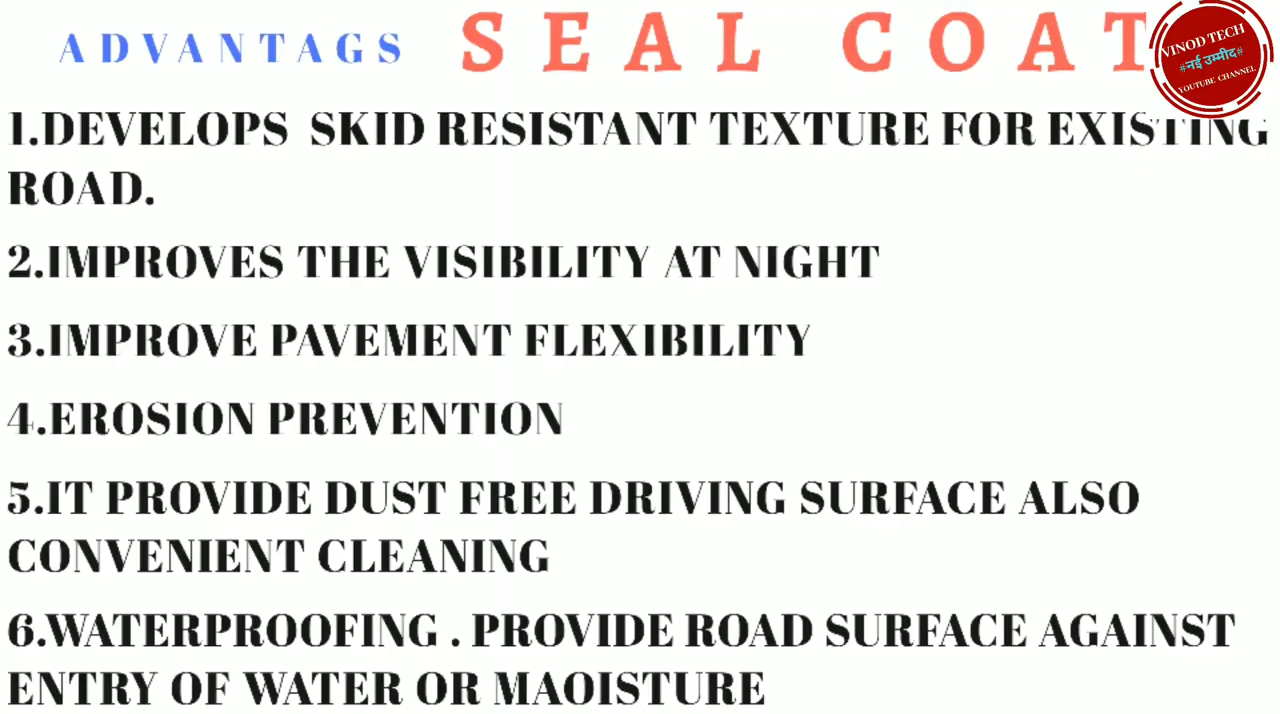 ADVANTAGS SEAL COAT
VINOD TECH
#नई उम्मीद#
YOUTUBE CHANNEL
1.DEVELOPS SKID RESISTANT TEXTURE FOR EXISTING
ROAD.
2.IMPROVES THE VISIBILITY AT NIGHT
3.IMPROVE PAVEMENT FLEXIBILITY
4.EROSION PREVENTION
5.IT PROVIDE DUST FREE DRIVING SURFACE ALSO
CONVENIENT CLEANING
6.WATERPROOFING . PROVIDE ROAD SURFACE AGAINST
ENTRY OF WATER OR MAOISTURE